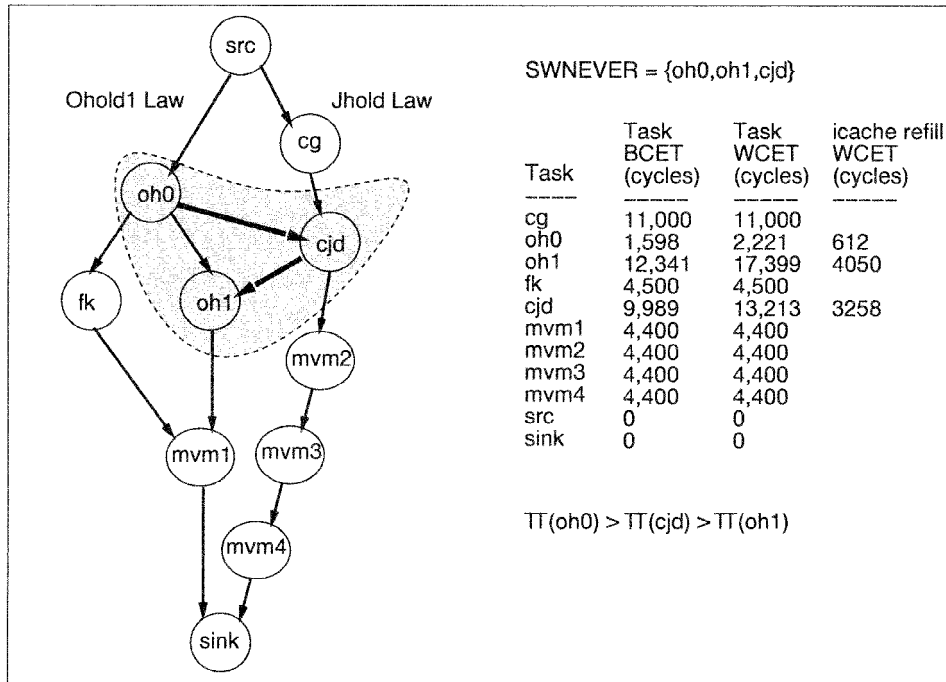 src
Ohold1 Law
Jhold Law
cg
oh0
cjd
fk
oh1
mvm2
mvm1
mvm3
mvm4
sink
SWNEVER = {oh0,oh1,cjd}
Task Task icache refill
BCET WCET WCET
Task (cycles) (cycles) (cycles)
---- ----- ----- -----
cg 11,000 11,000
oh0 1,598 2,221 612
oh1 12,341 17,399 4050
fk 4,500 4,500
cjd 9,989 13,213 3258
mvm1 4,400 4,400
mvm2 4,400 4,400
mvm3 4,400 4,400
mvm4 4,400 4,400
src 0 0
sink 0 0
π(oh0) > π(cjd) > π(oh1)